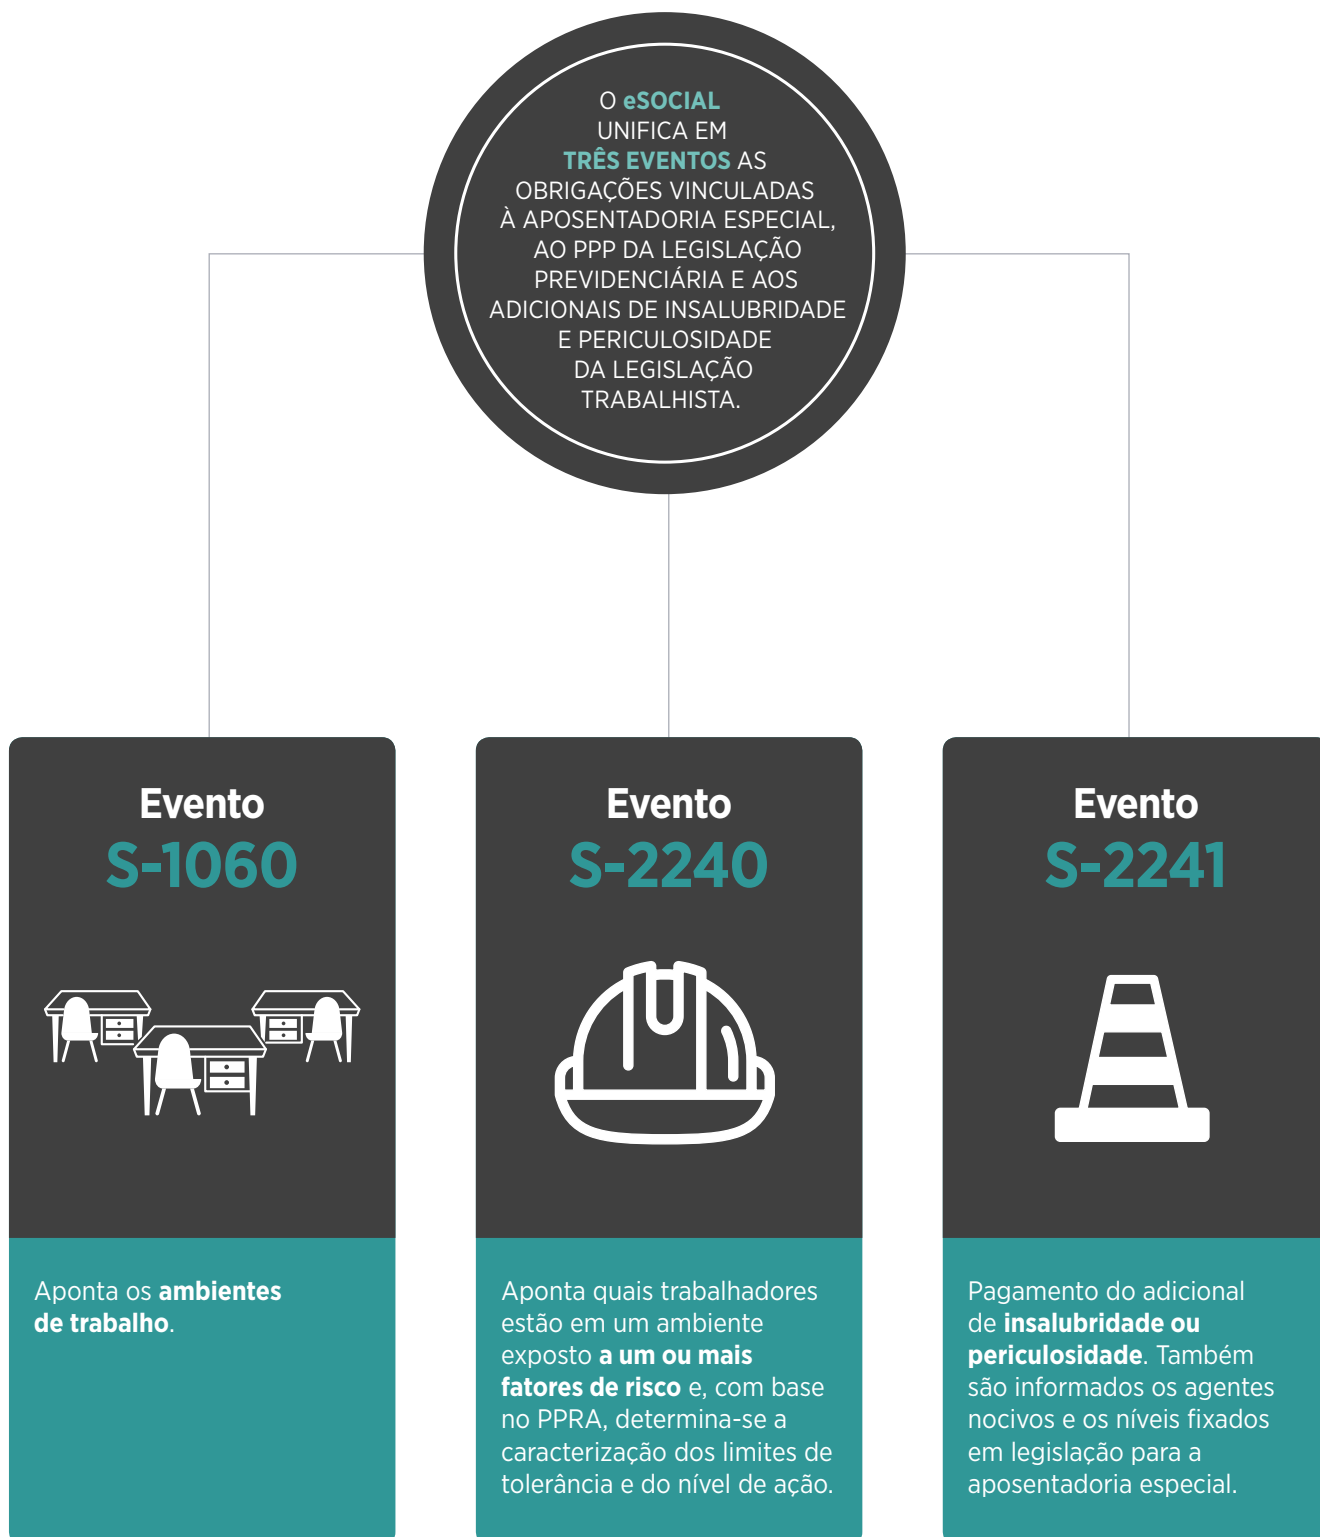 O eSOCIAL
UNIFICA EM
TRÊS EVENTOS AS
OBRIGAÇÕES VINCULADAS
À APOSENTADORIA ESPECIAL,
AO PPP DA LEGISLAÇÃO
PREVIDENCIÁRIA E AOS
ADICIONAIS DE INSALUBRIDADE
E PERICULOSIDADE
DA LEGISLAÇÃO
TRABALHISTA.
Evento
S-1060
Aponta os ambientes
de trabalho.
Evento
S-2240
Aponta quais trabalhadores
estão em um ambiente
exposto a um ou mais
fatores de risco e, com base
no PPRA, determina-se a
caracterização dos limites de
tolerância e do nível de ação.
Evento
S-2241
Pagamento do adicional
de insalubridade ou
periculosidade. Também
são informados os agentes
nocivos e os níveis fixados
em legislação para a
aposentadoria especial.